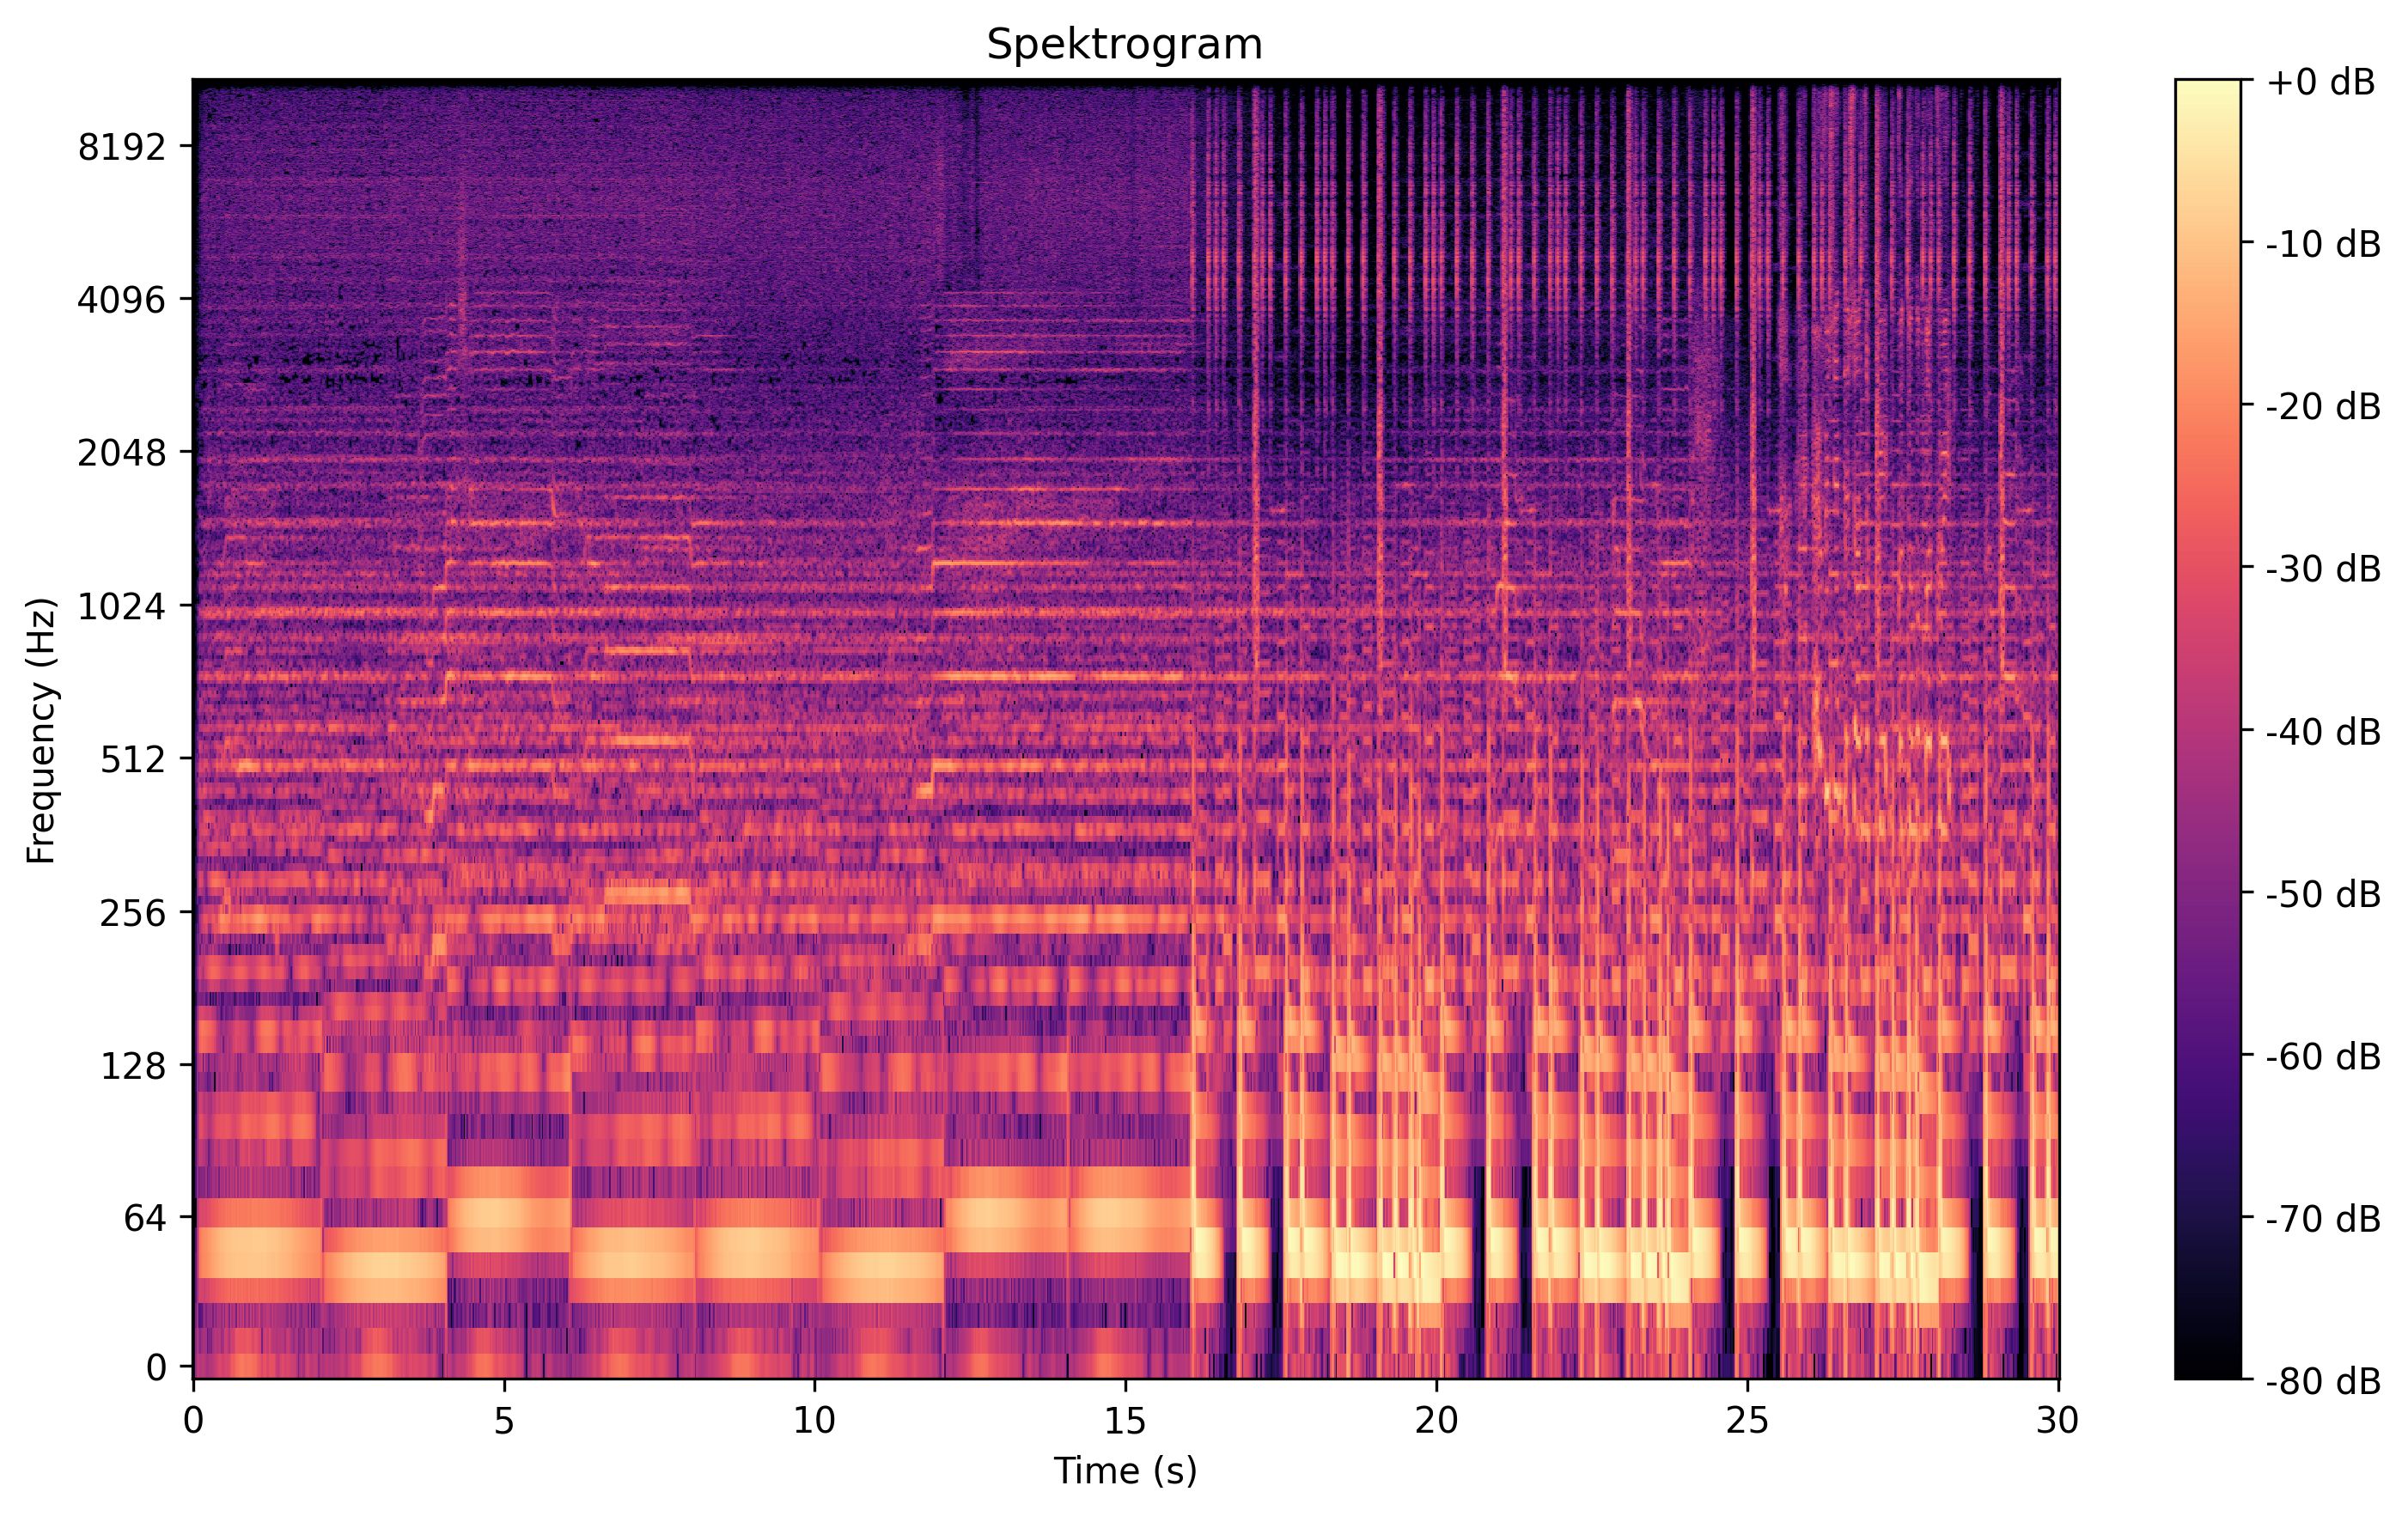 Spektrogram
Frequency (Hz)
8192
4096
2048
1024
512
256
128
64
0
0 5 10 15 20 25 30
Time (s)
+0 dB
-10 dB
-20 dB
-30 dB
-40 dB
-50 dB
-60 dB
-70 dB
-80 dB